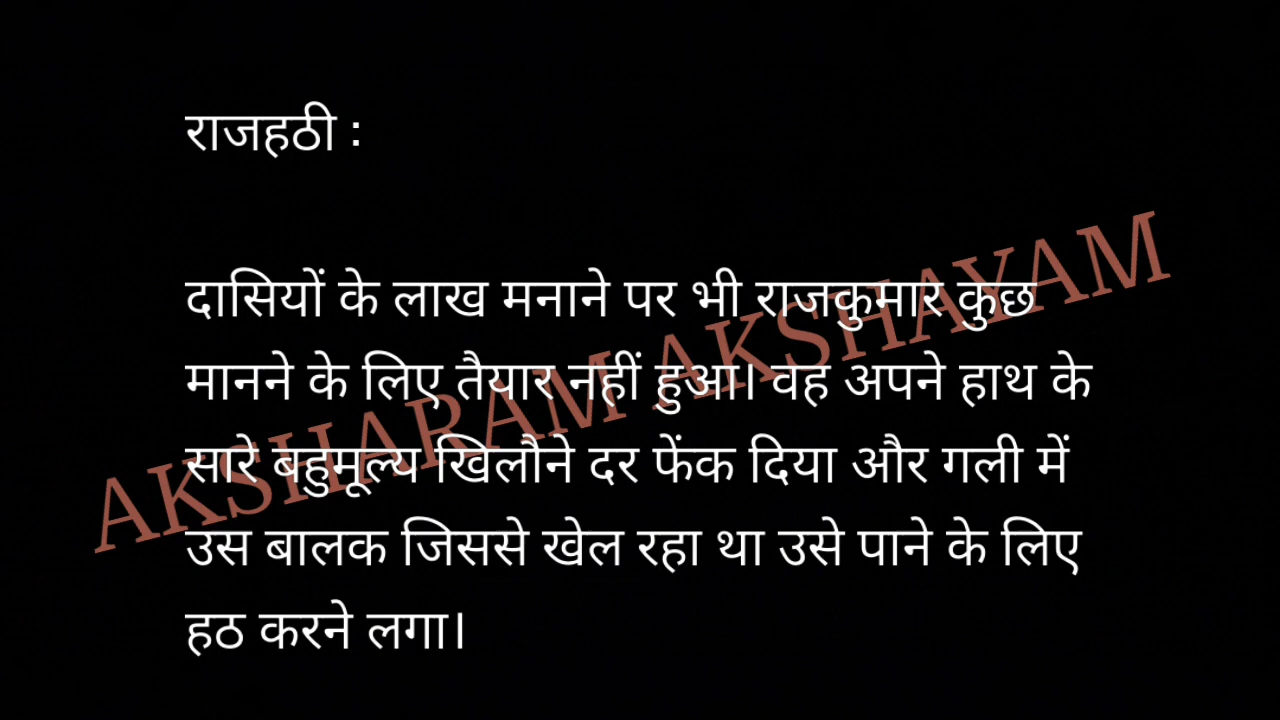 राजहठी :
दासियों के लाख मनाने पर भी राजकुमार कुछ
मानने के लिए तैयार नहीं हुआ। वह अपने हाथ के
सारे बहुमूल्य खिलौने दर फेंक दिया और गली में
उस बालक जिससे खेल रहा था उसे पाने के लिए
हठ करने लगा।
AKSHARAM AKSHAYAM